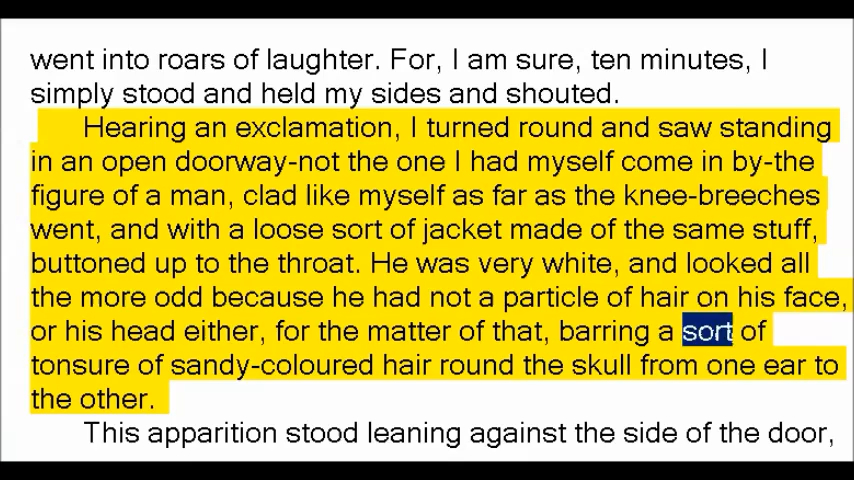 went into roars of laughter. For, I am sure, ten minutes, I
simply stood and held my sides and shouted.
Hearing an exclamation, I turned round and saw standing
in an open doorway-not the one I had myself come in by-the
figure of a man, clad like myself as far as the knee-breeches
went, and with a loose sort of jacket made of the same stuff,
buttoned up to the throat. He was very white, and looked all
the more odd because he had not a particle of hair on his face,
or his head either, for the matter of that, barring a sort of
tonsure of sandy-coloured hair round the skull from one ear to
the other.
This apparition stood leaning against the side of the door,